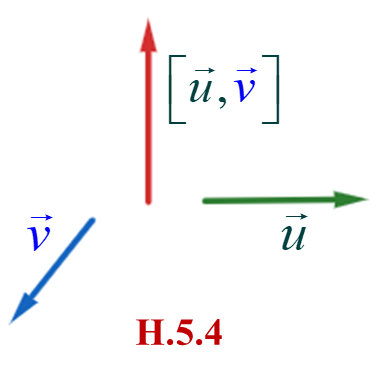 [u⃗, v⃗]
v⃗
u⃗
H.5.4